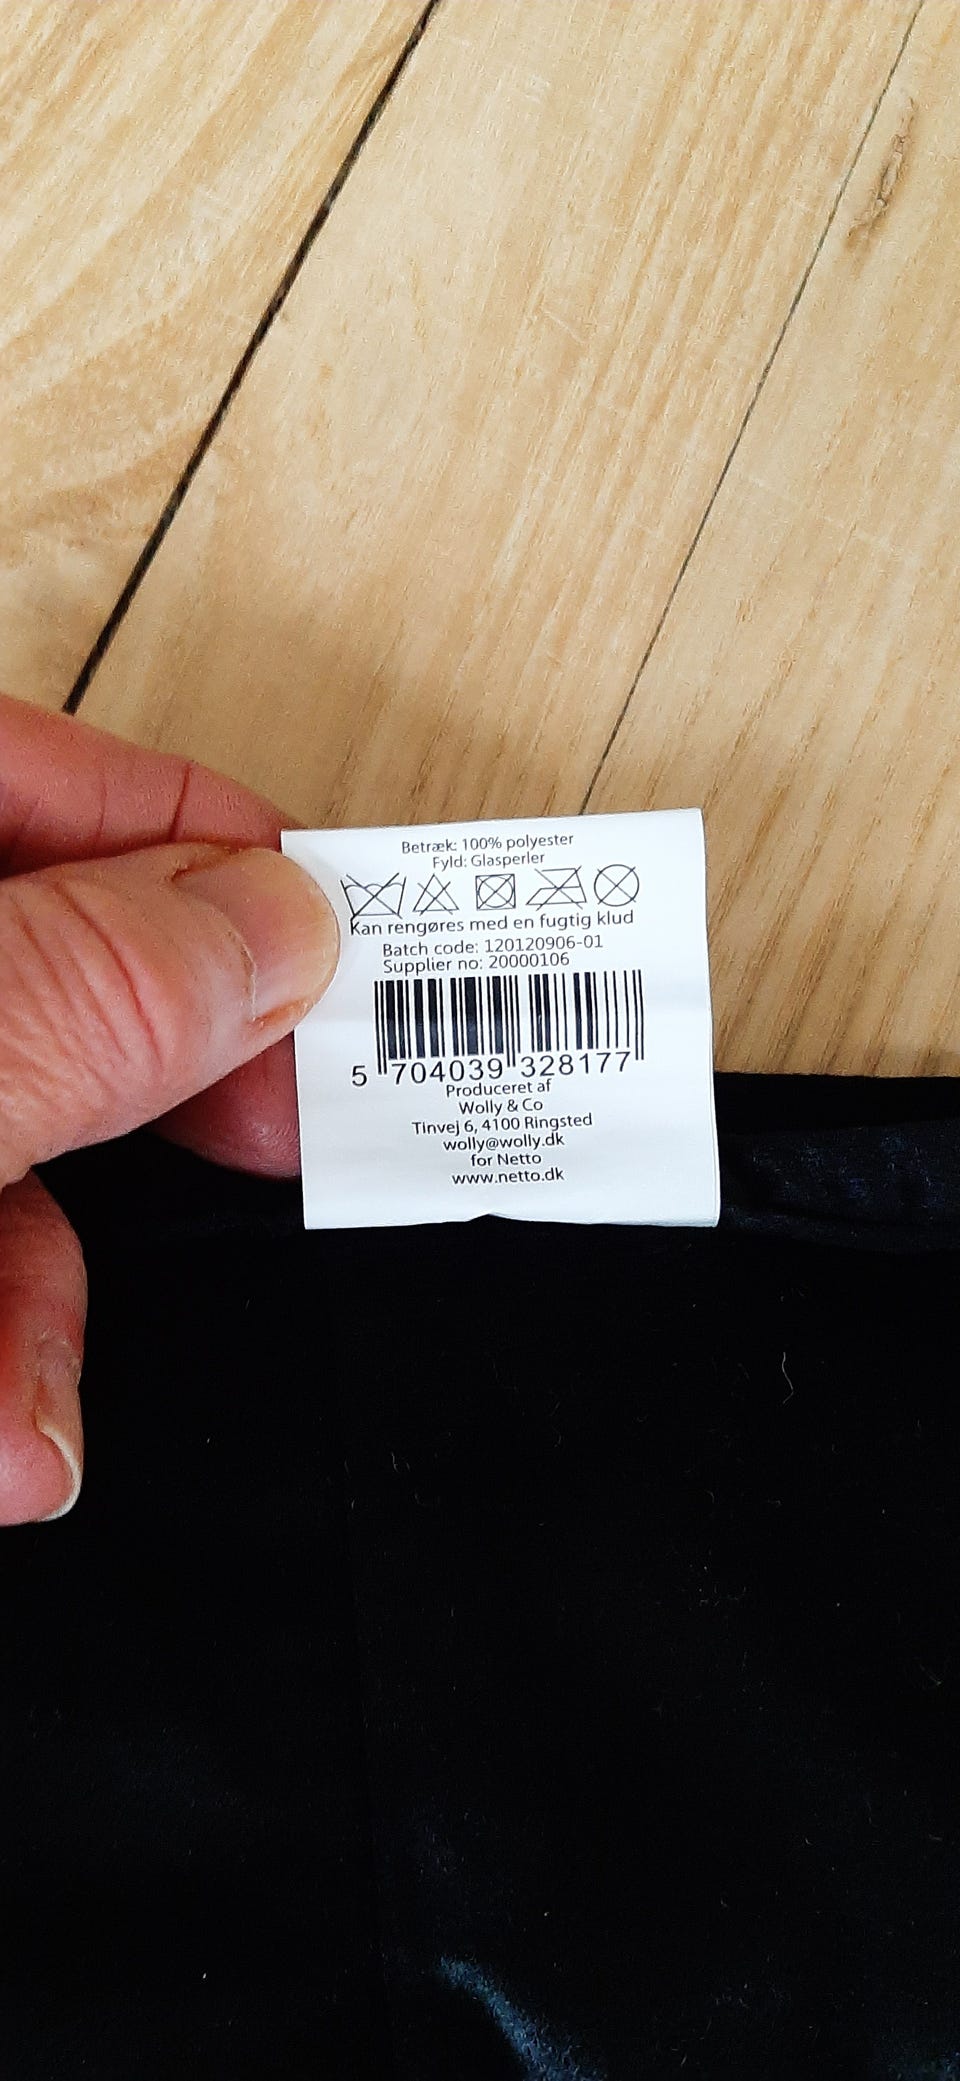 Betræk: 100% polyester
Fyld: Glasperler
Kan rengøres med en fugtig klud
Batch code: 120120906-01
Supplier no: 20000106
5 704039 328177
Produceret af
Wolly & Co
Tinvej 6, 4100 Ringsted
wolly@wolly.dk
for Netto
www.netto.dk